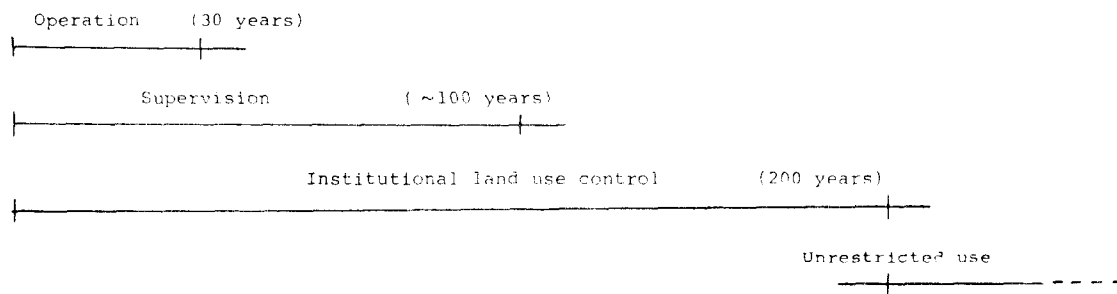 Operation (30 years)
Supervision (~100 years)
Institutional land use control (200 years)
Unrestricted use